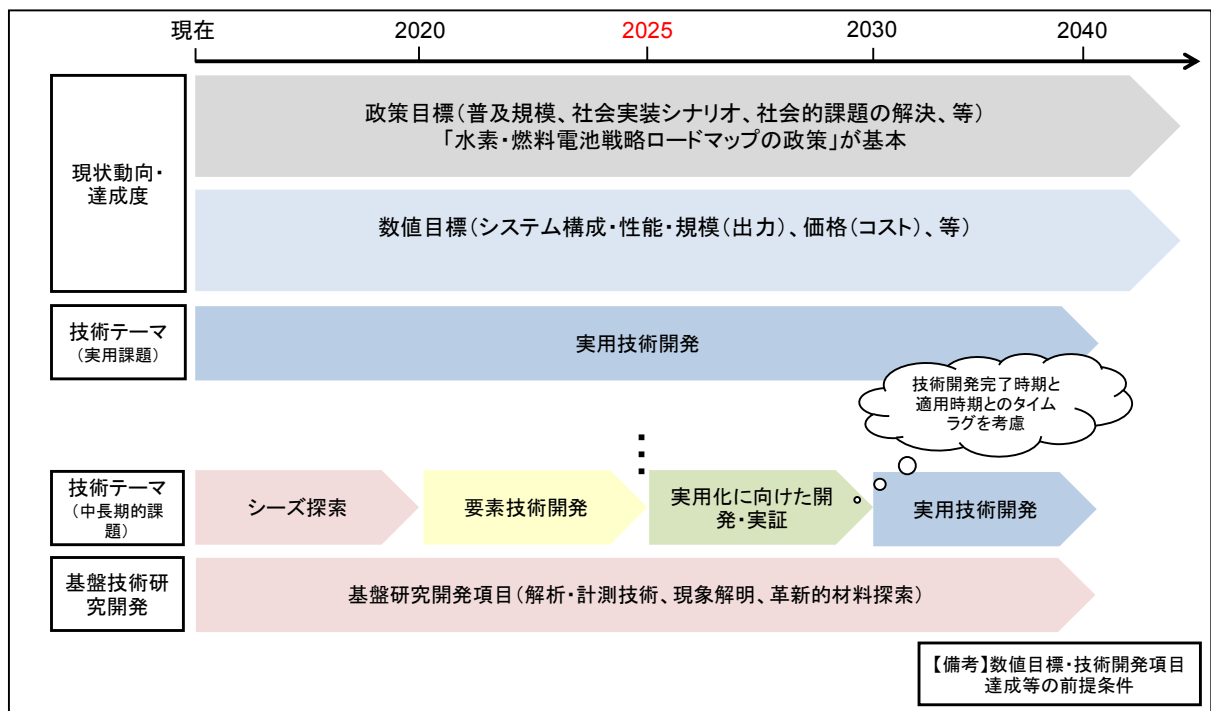 現在 2020 2025 2030 2040
現状動向・
達成度
政策目標(普及規模、社会実装シナリオ、社会的課題の解決、等)
「水素・燃料電池戦略ロードマップの政策」が基本
数値目標(システム構成・性能・規模(出力)、価格(コスト)、等)
技術テーマ
(実用課題)
実用技術開発
技術開発完了時期と
適用時期とのタイム
ラグを考慮
技術テーマ
(中長期的課
題)
シーズ探索
要素技術開発
実用化に向けた開
発・実証
実用技術開発
基盤技術研
究開発
基盤研究開発項目(解析・計測技術、現象解明、革新的材料探索)
【備考】数値目標・技術開発項目
達成等の前提条件